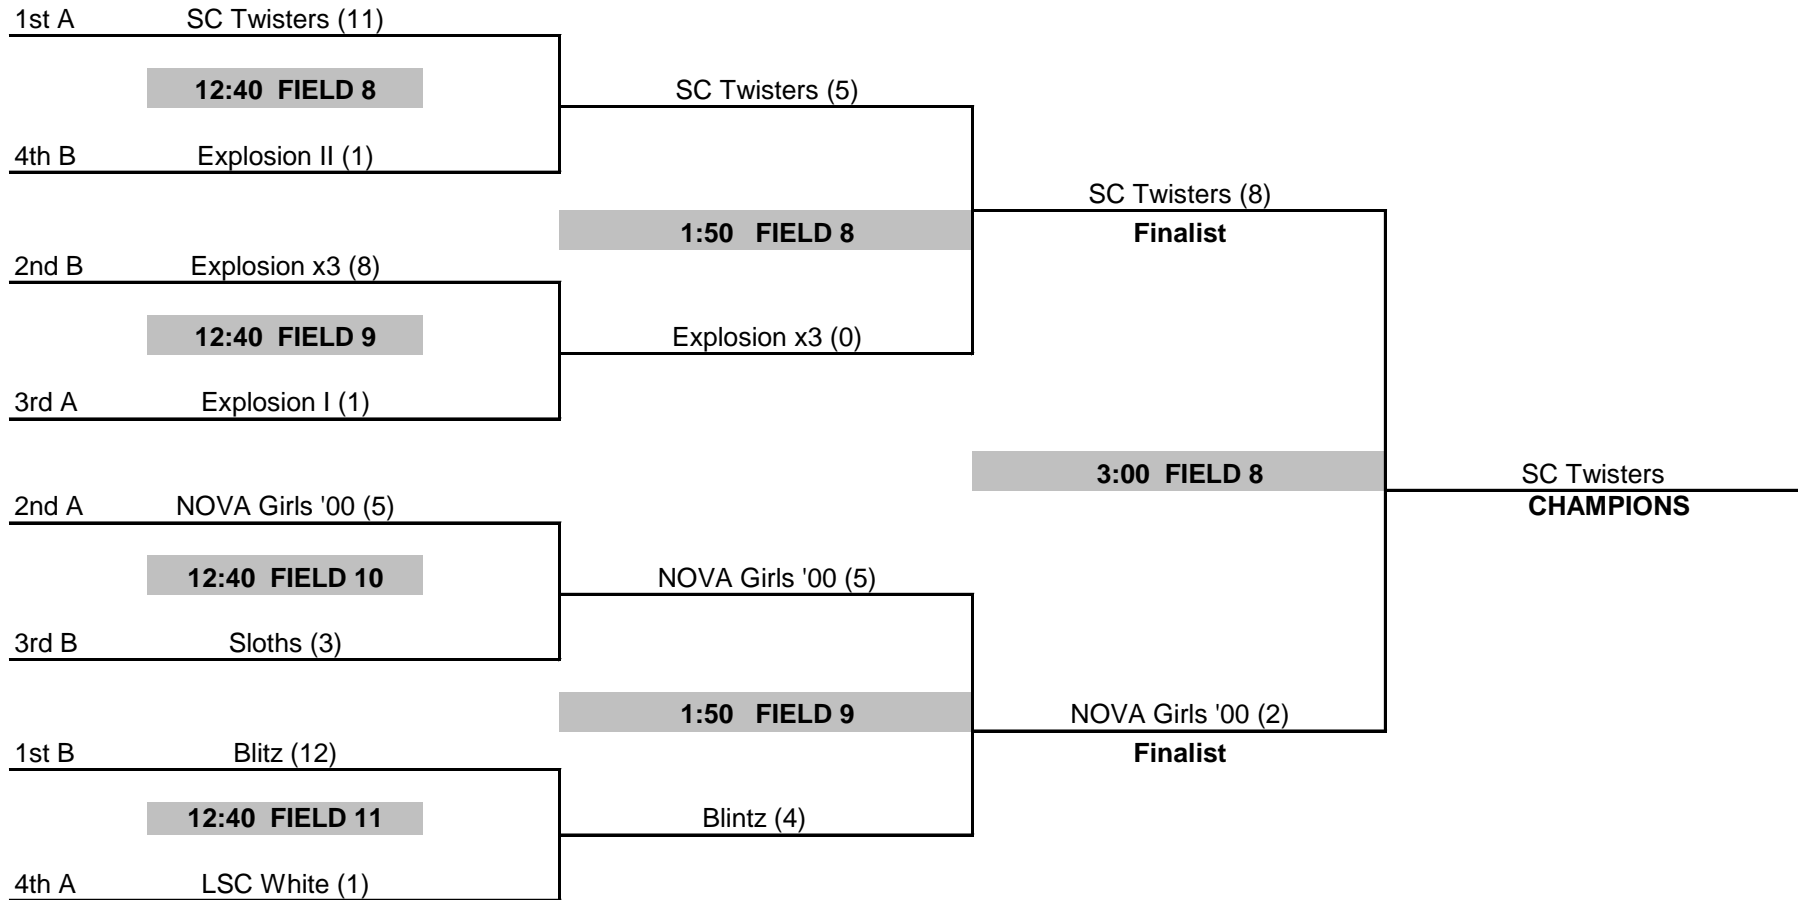 1st A SC Twisters (11)
12:40 FIELD 8
SC Twisters (5)
4th B Explosion II (1)
SC Twisters (8)
1:50 FIELD 8
Finalist
2nd B Explosion x3 (8)
12:40 FIELD 9
Explosion x3 (0)
3rd A Explosion I (1)
3:00 FIELD 8
SC Twisters
CHAMPIONS
2nd A NOVA Girls '00 (5)
12:40 FIELD 10
NOVA Girls '00 (5)
3rd B Sloths (3)
1:50 FIELD 9
NOVA Girls '00 (2)
Finalist
1st B Blitz (12)
12:40 FIELD 11
Blintz (4)
4th A LSC White (1)